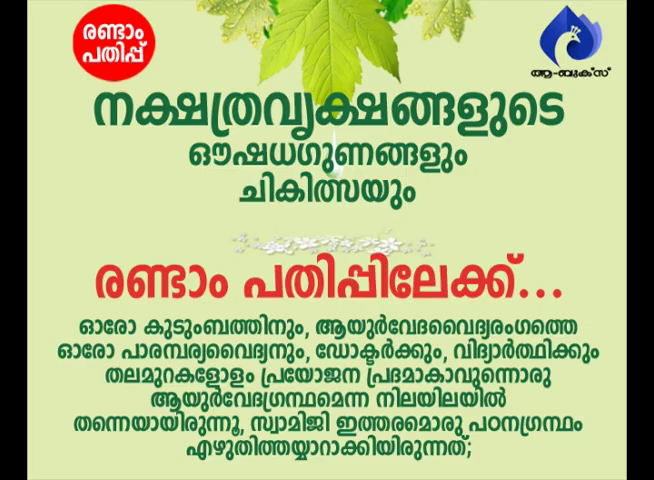 രണ്ടാം
പതിപ്പ്
ആ-ബുക്സ്
നക്ഷത്രവൃക്ഷങ്ങളുടെ
ഔഷധഗുണങ്ങളും
ചികിത്സയും
രണ്ടാം പതിപ്പിലേക്ക്...
ഓരോ കുടുംബത്തിനും, ആയുർവേദവൈദ്യരംഗത്തെ
ഓരോ പാരമ്പര്യവൈദ്യനും, ഡോക്ടർക്കും, വിദ്യാർത്ഥിക്കും
തലമുറകളോളം പ്രയോജന പ്രദമാകാവുന്നൊരു
ആയുർവേദഗ്രന്ഥമെന്ന നിലയിലയിൽ
തന്നെയായിരുന്നൂ, സ്വാമിജി ഇത്തരമൊരു പഠനഗ്രന്ഥം
എഴുതിത്തയ്യാറാക്കിയിരുന്നത്;